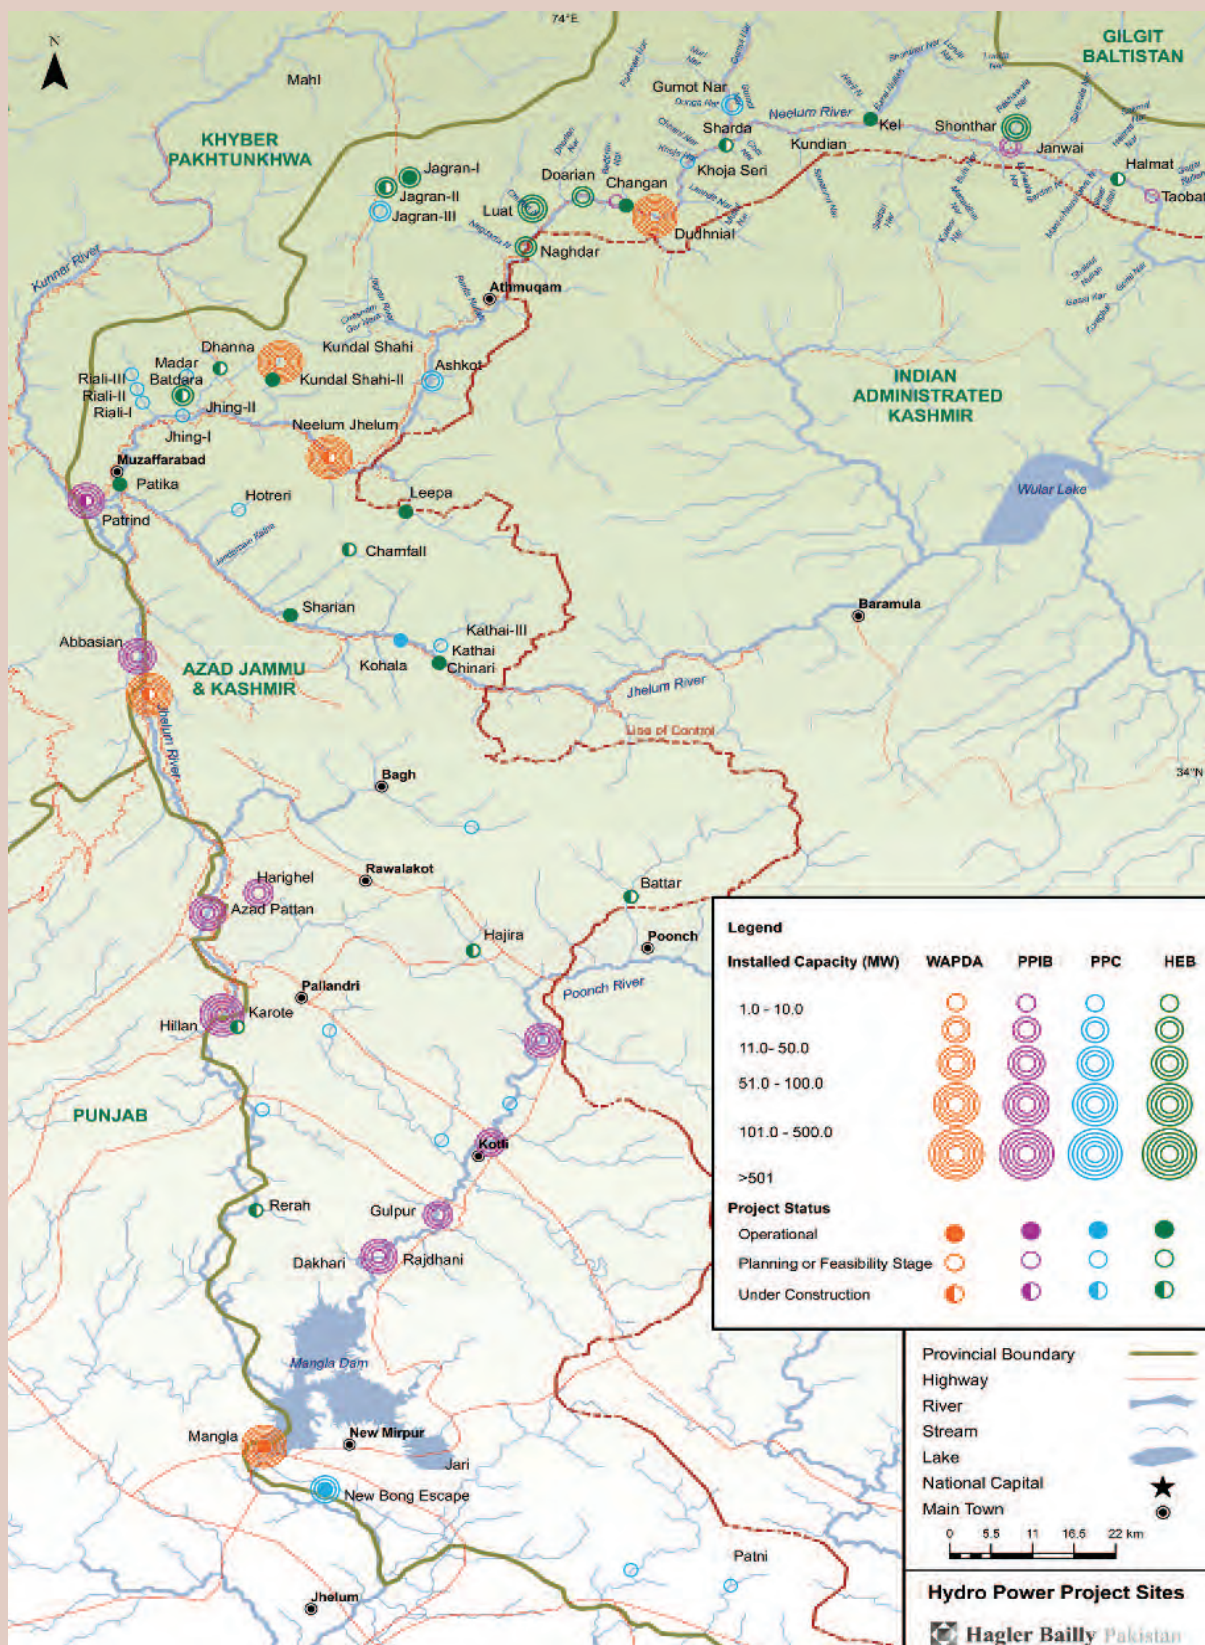 74°E
GILGIT
BALTISTAN
N
Mahl
Gumot Nar
Neelum River
Kel
Shonthar
Janwai
KHYBER
PAKHTUNKHWA
Sharda
Kundian
Khoja Seri
Halmat
Taobat
Jagran-I
Jagran-II
Jagran-III
Doarian
Changan
Luat
Dudhnial
Naghdar
Kunhar River
Athmuqam
Dhanna
Kundal Shahi
Madar
Batdara
Riali-III
Riali-II
Riali-I
Kundal Shahi-II
Ashkot
Jhing-II
Jhing-I
Neelum Jhelum
INDIAN
ADMINISTRATED
KASHMIR
Muzaffarabad
Patika
Patrind
Hotreri
Leepa
Wular Lake
Chamfall
Sharian
Baramula
Abbasian
Kathai-III
Kohala
Kathai
Chinari
AZAD JAMMU
& KASHMIR
Jhelum River
Jhelum River
Line of Control
34°N
Bagh
Harighel
Rawalakot
Azad Pattan
Battar
Hajira
Poonch
Poonch River
Pallandri
Karote
Hillan
PUNJAB
Kotli
Rerah
Gulpur
Dakhari
Rajdhani
Mangla Dam
Mangla
New Mirpur
Jari
New Bong Escape
Patni
Jhelum
Legend
Installed Capacity (MW) WAPDA PPIB PPC HEB
1.0 - 10.0
11.0- 50.0
51.0 - 100.0
101.0 - 500.0
>501
Project Status
Operational
Planning or Feasibility Stage
Under Construction
Provincial Boundary
Highway
River
Stream
Lake
National Capital
Main Town
0 5.5 11 16.5 22 km
Hydro Power Project Sites
Hagler Bailly Pakistan